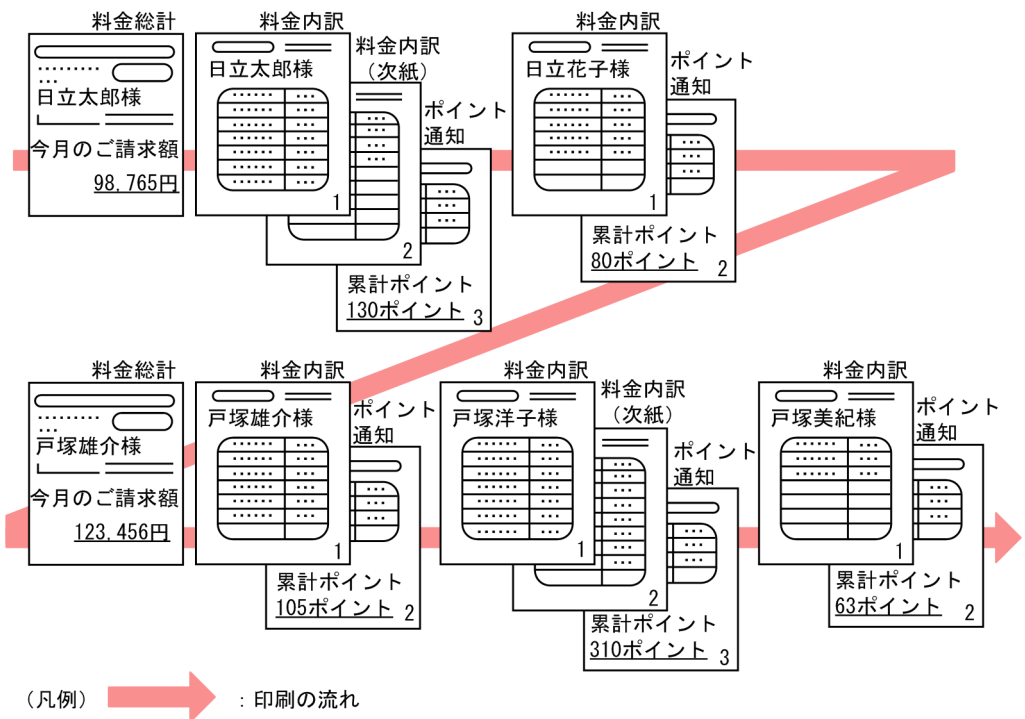 料金総計
日立太郎様
今月のご請求額
98,765円
料金内訳
日立太郎様
1
料金内訳
（次紙）
2
ポイント
通知
累計ポイント
130ポイント
3
料金内訳
日立花子様
1
ポイント
通知
累計ポイント
80ポイント
2
料金総計
戸塚雄介様
今月のご請求額
123,456円
料金内訳
戸塚雄介様
1
ポイント
通知
累計ポイント
105ポイント
2
料金内訳
戸塚洋子様
1
料金内訳
（次紙）
2
ポイント
通知
累計ポイント
310ポイント
3
料金内訳
戸塚美紀様
1
ポイント
通知
累計ポイント
63ポイント
2
（凡例）
：印刷の流れ